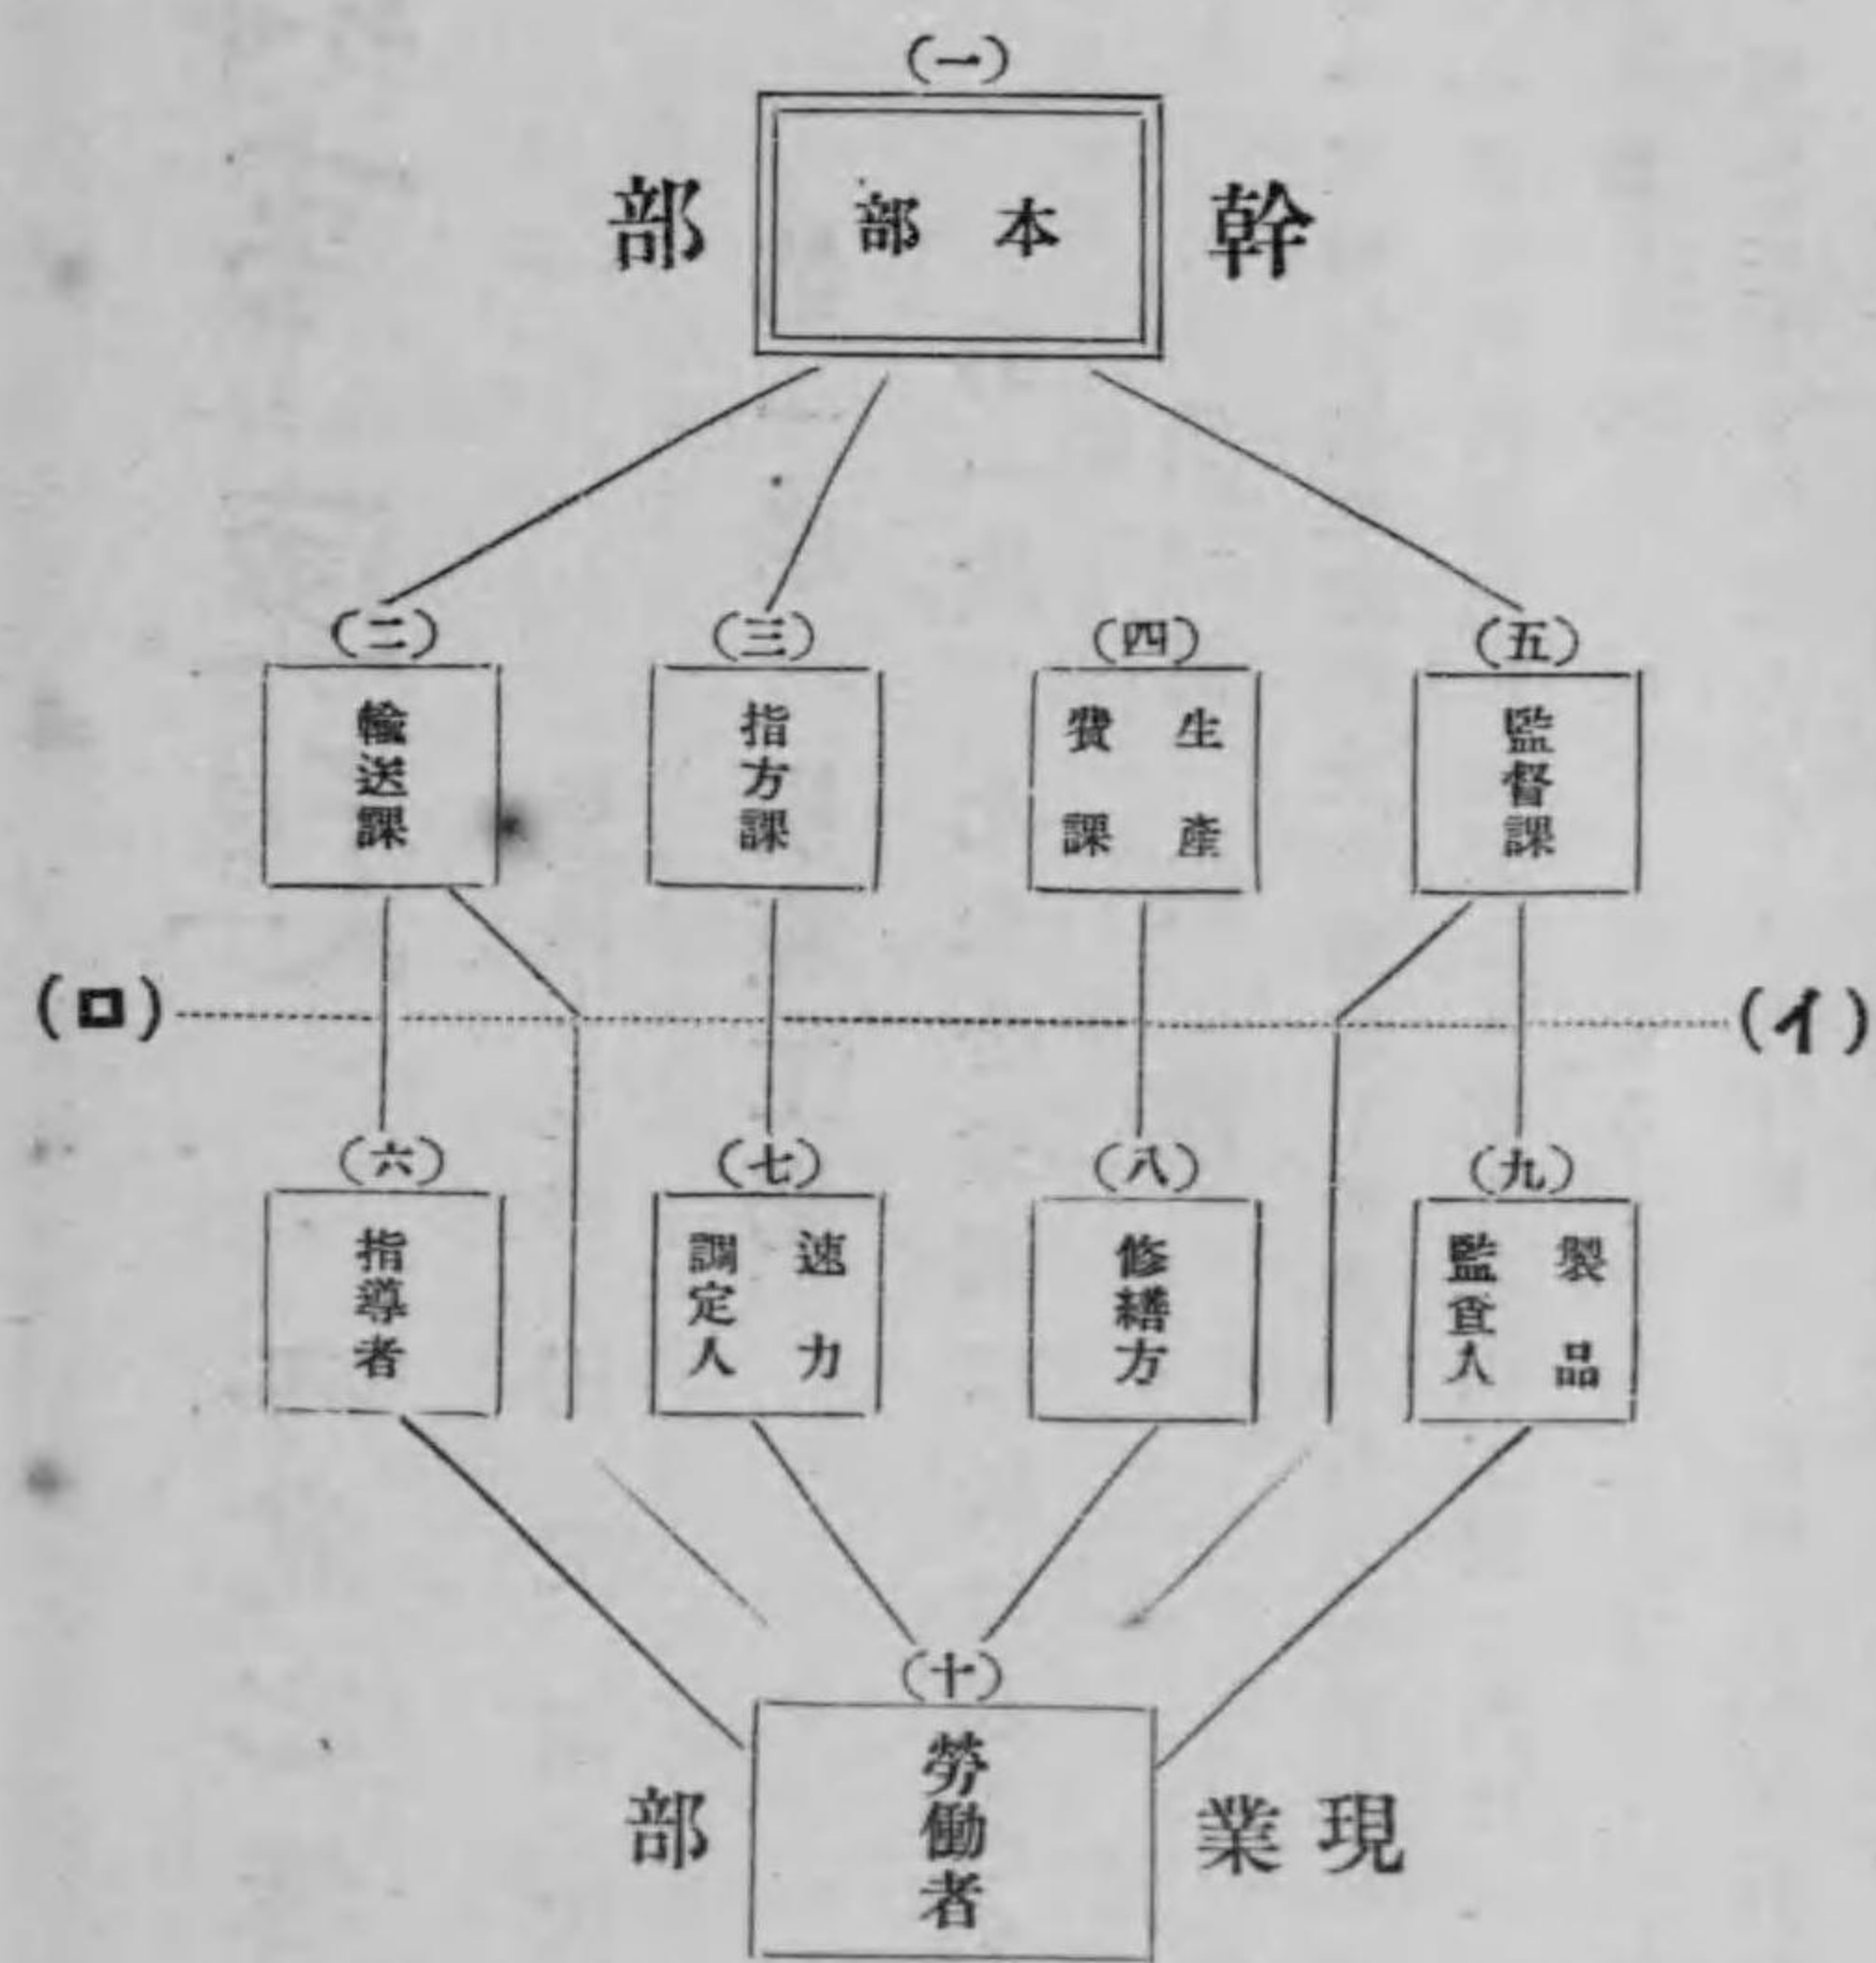 (一)
幹部
本部
(二)
輸送課
(三)
指方課
(四)
生産
費課
(五)
監督課
(イ)
(ロ)
(六)
指導者
(七)
速力
調定人
(八)
修繕方
(九)
製品
監査人
(十)
勞働者
現業部